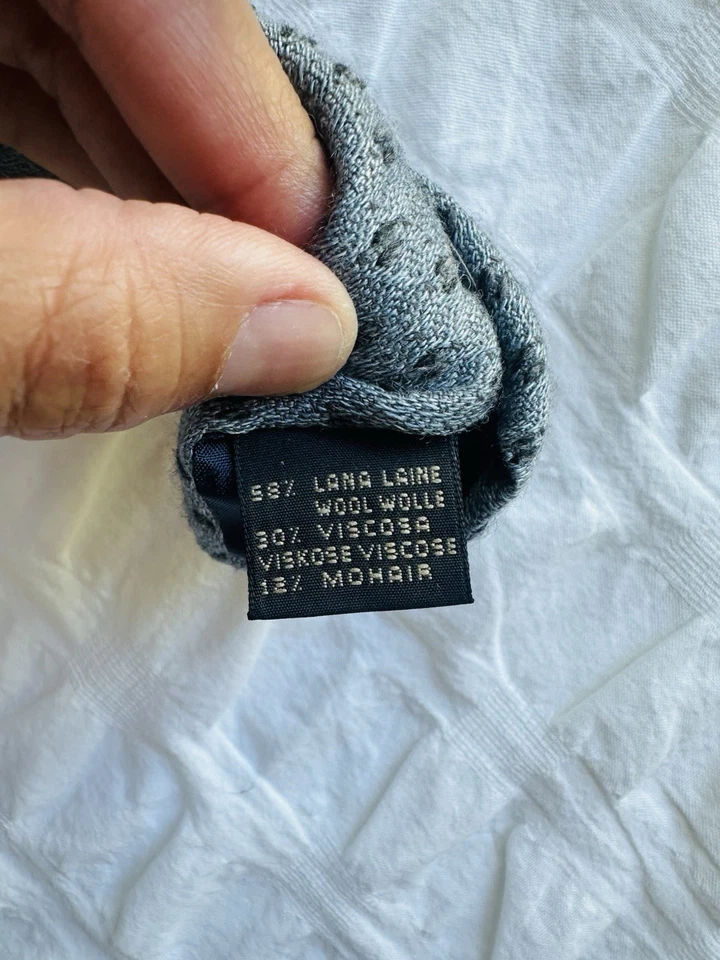 58% LANA LAINE
WOOL WOLLE
30% VISCOSA
VISKOSE VISCOSE
12% MOHAIR